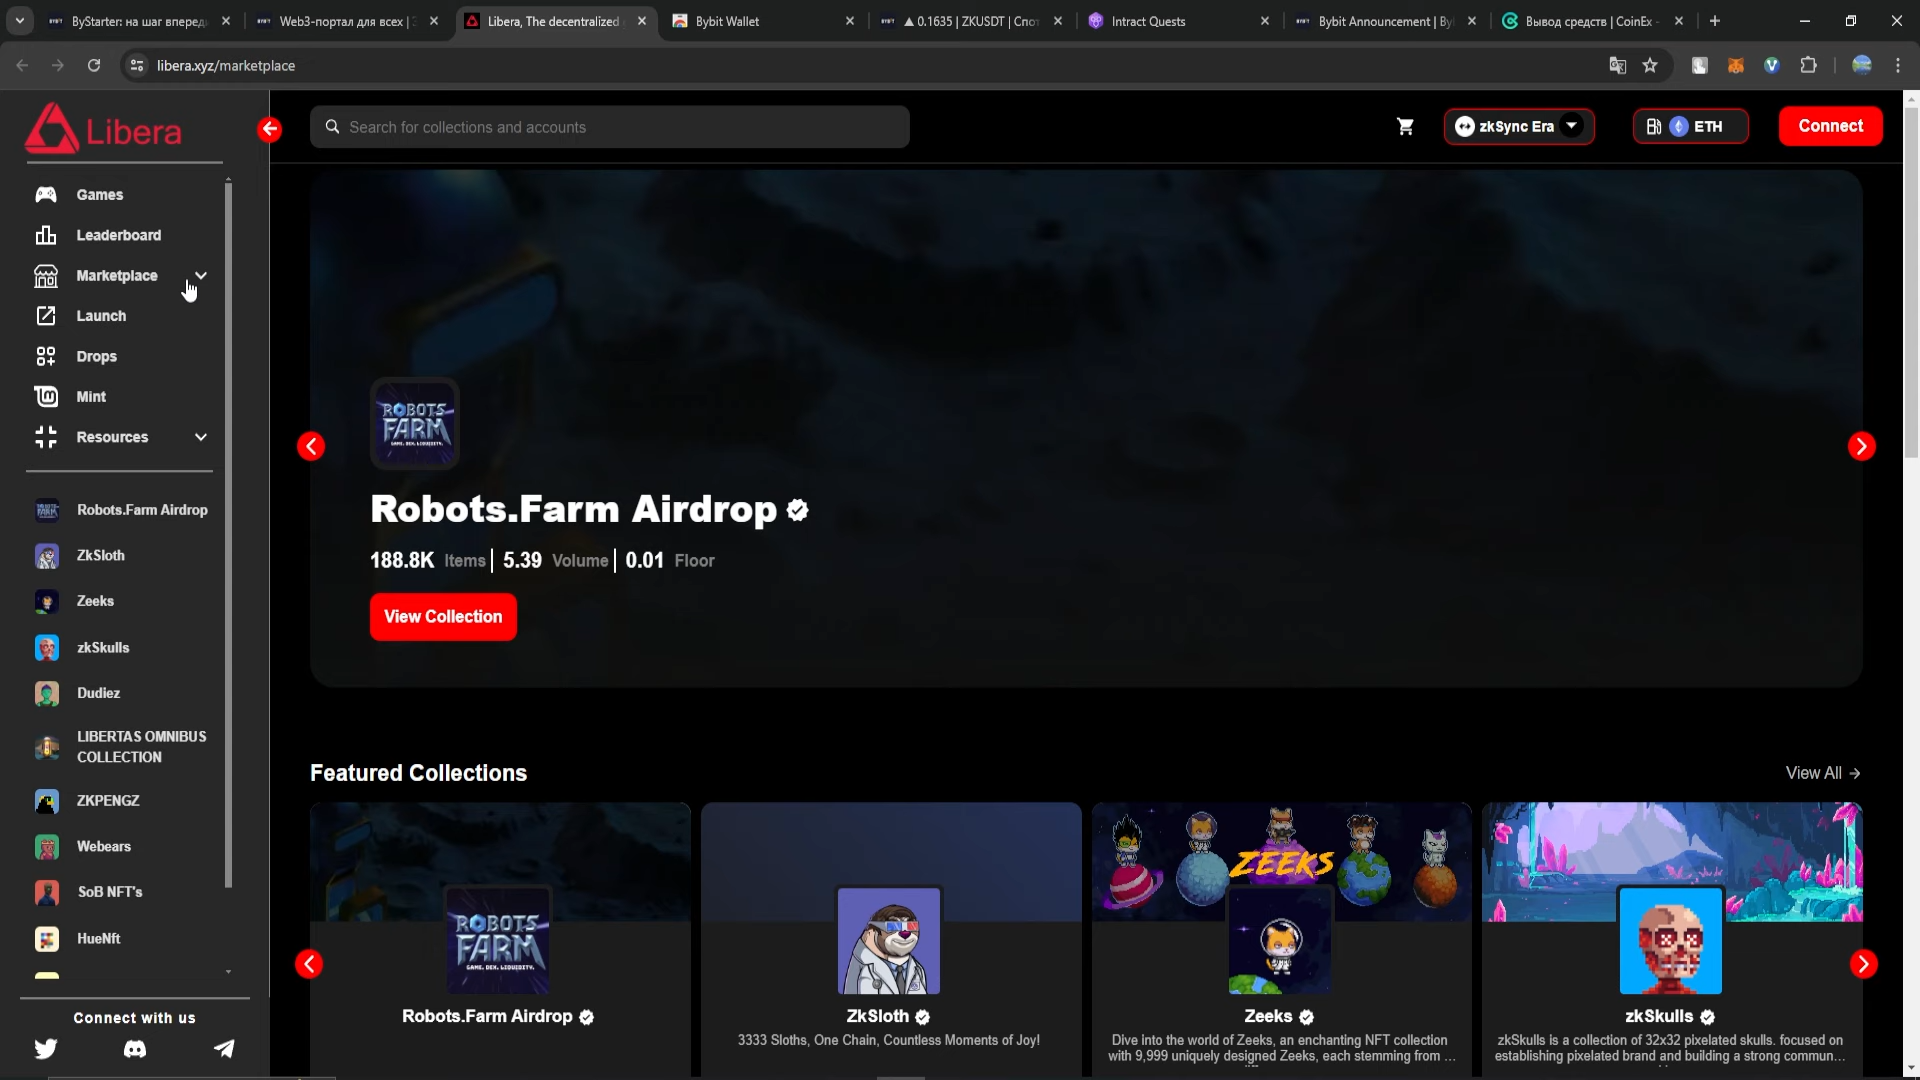 ByStarter: на шаг вперед
Web3-портал для всех | З
Libera, The decentralized
Bybit Wallet
▲ 0.1635 | ZKUSDT | Спот
Intract Quests
Bybit Announcement | By
Вывод средств | CoinEx -
libera.xyz/marketplace
Libera
Search for collections and accounts
zkSync Era
ETH
Connect
Games
Leaderboard
Marketplace
Launch
Drops
Mint
Resources
ROBOTS
FARM
GAME. DEX. LIQUIDITY.
Robots.Farm Airdrop
188.8K Items | 5.39 Volume | 0.01 Floor
View Collection
Robots.Farm Airdrop
ZkSloth
Zeeks
zkSkulls
Dudiez
LIBERTAS OMNIBUS
COLLECTION
ZKPENGZ
Webears
SoB NFT's
HueNft
Connect with us
Featured Collections
View All →
ROBOTS
FARM
GAME. DEX. LIQUIDITY.
Robots.Farm Airdrop
ZkSloth
3333 Sloths, One Chain, Countless Moments of Joy!
ZEEKS
Zeeks
Dive into the world of Zeeks, an enchanting NFT collection
with 9,999 uniquely designed Zeeks, each stemming from ...
zkSkulls
zkSkulls is a collection of 32x32 pixelated skulls. focused on
establishing pixelated brand and building a strong commun...